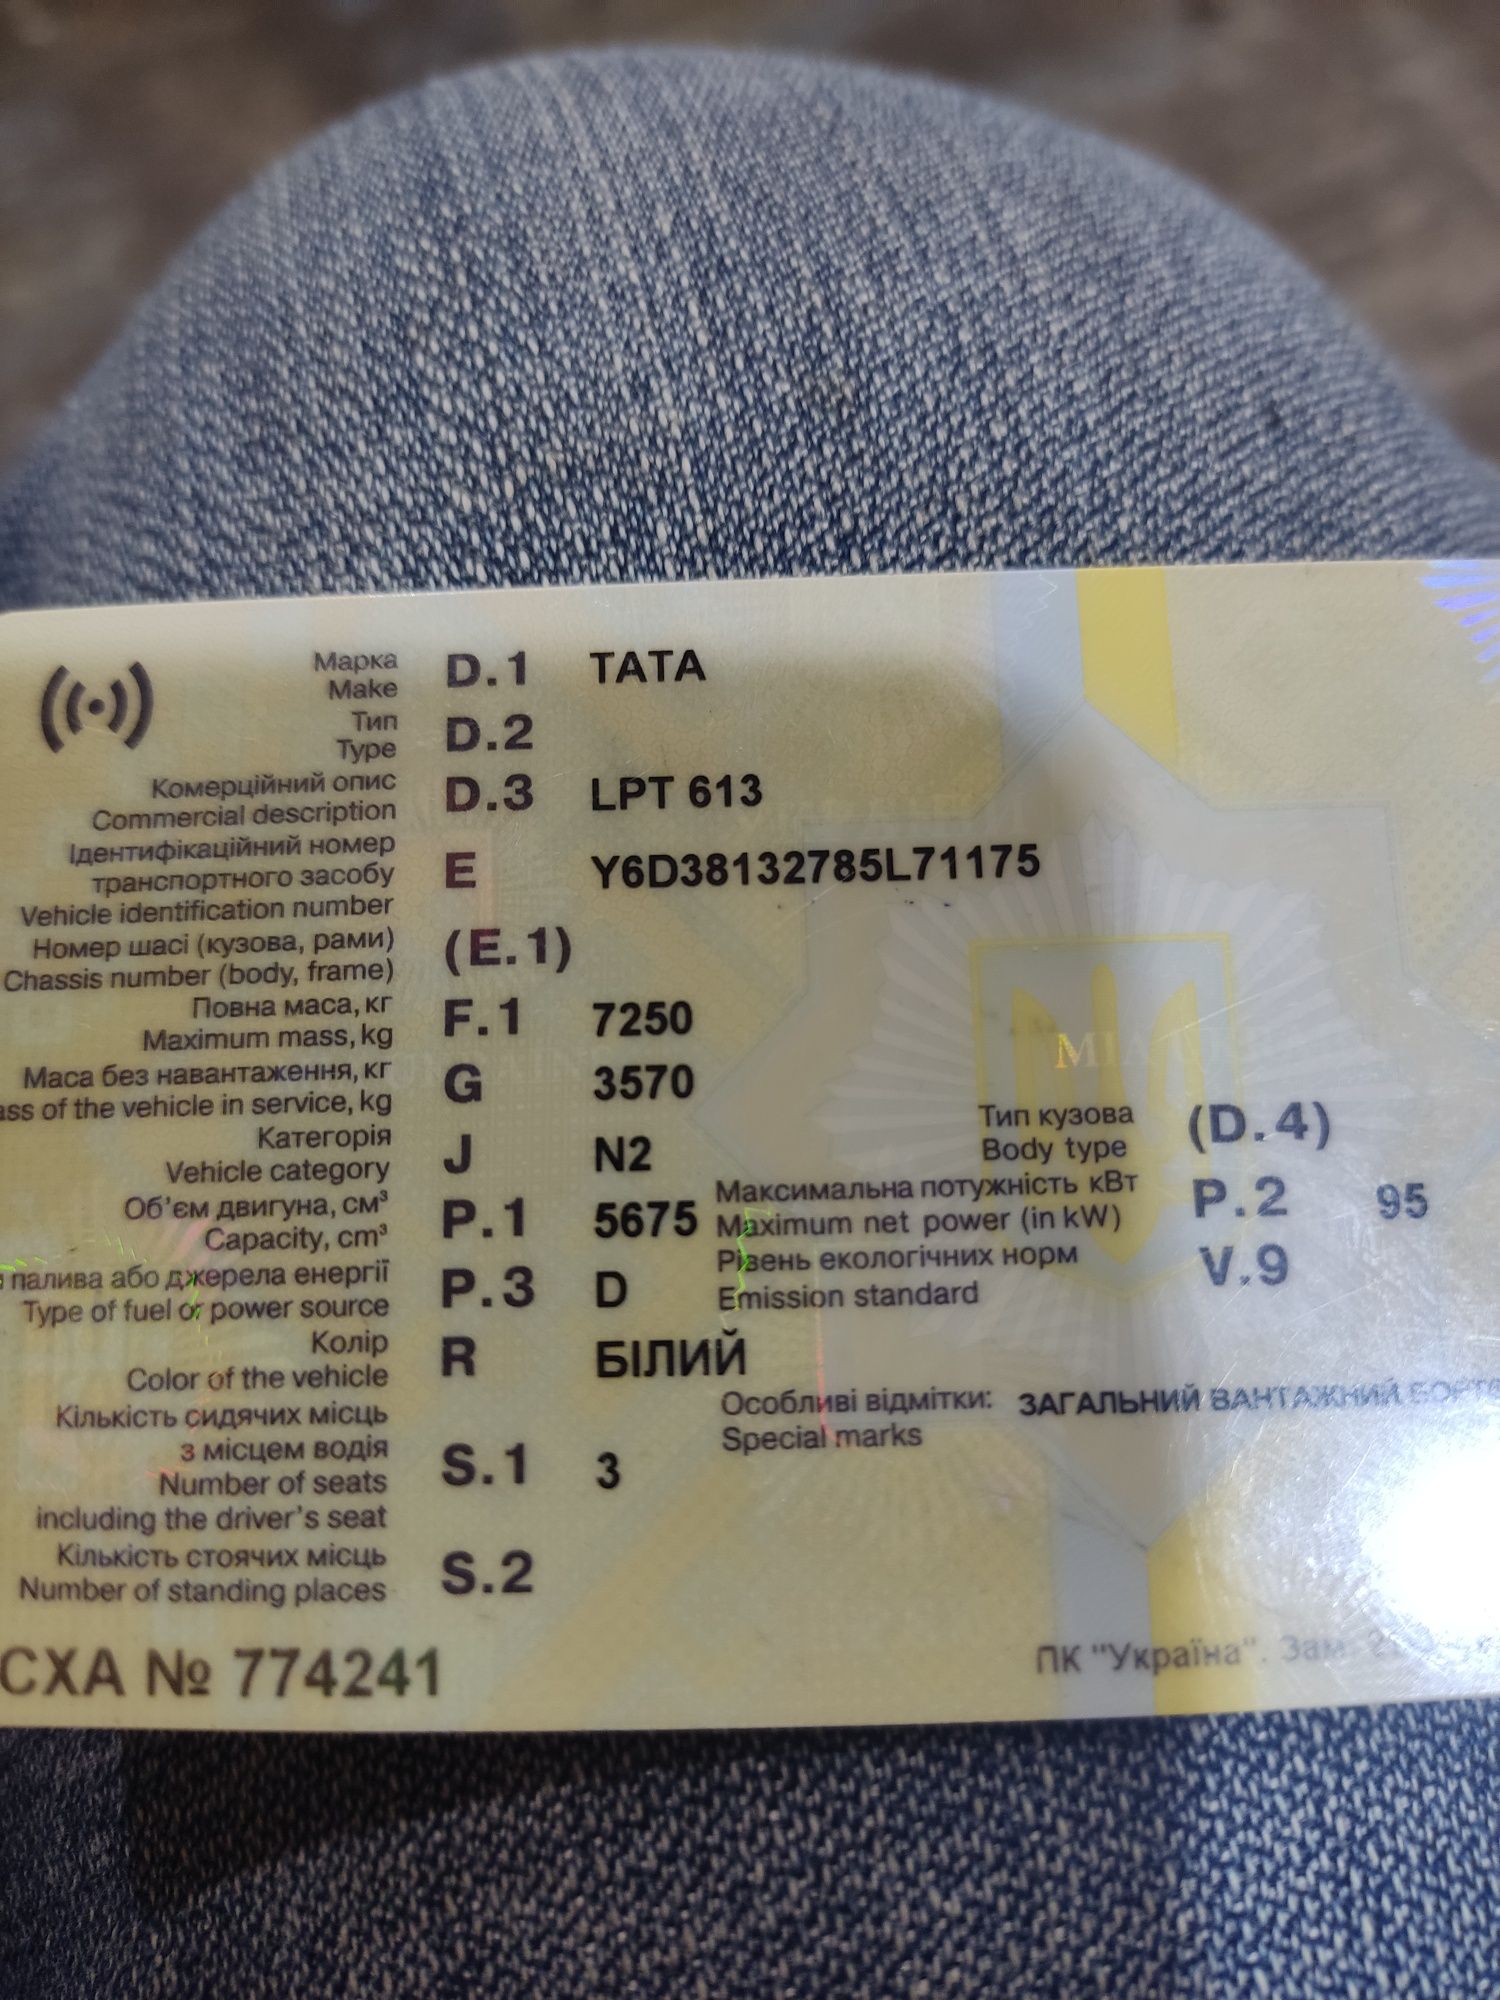 Марка D.1 TATA
Make
Тип D.2
Type
Комерційний опис D.3 LPT 613
Commercial description
Ідентифікаційний номер
транспортного засобу E Y6D38132785L71175
Vehicle identification number
Номер шасі (кузова, рами) (E.1)
Chassis number (body, frame)
Повна маса, кг F.1 7250
Maximum mass, kg
Маса без навантаження, кг G 3570
of the vehicle in service, kg
Категорія J N2
Vehicle category
Тип кузова (D.4)
Body type
Об'єм двигуна, см³ P.1 5675
Capacity, cm³
Максимальна потужність кВт P.2 95
Maximum net power (in kW)
палива або джерела енергії P.3 D
Type of fuel or power source
Рівень екологічних норм V.9
Emission standard
Колір R БІЛИЙ
Color of the vehicle
Особливі відмітки: ЗАГАЛЬНИЙ ВАНТАЖНИЙ
Special marks
Кількість сидячих місць
з місцем водія S.1 3
Number of seats
including the driver's seat
Кількість стоячих місць S.2
Number of standing places
СХА № 774241
ПК "Україна". Зам.